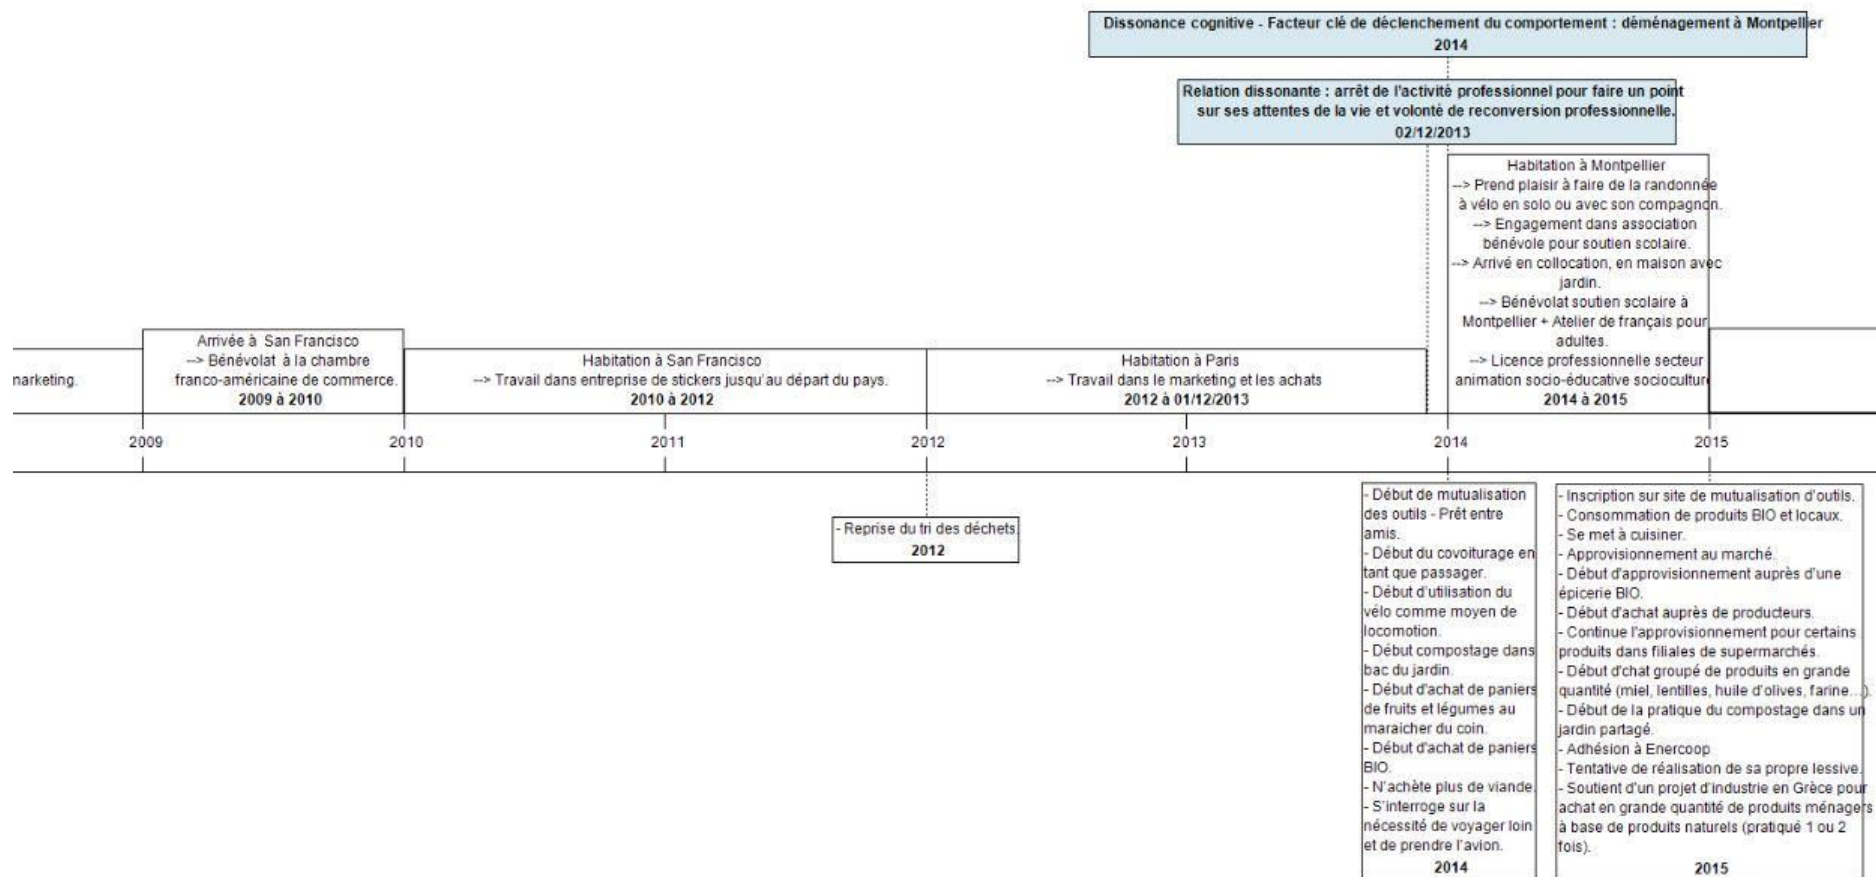 Dissonance cognitive - Facteur clé de déclenchement du comportement : déménagement à Montpellier
2014
Relation dissonante : arrêt de l'activité professionnel pour faire un point
sur ses attentes de la vie et volonté de reconversion professionnelle.
02/12/2013
Habitation à Montpellier
--> Prend plaisir à faire de la randonnée
à vélo en solo ou avec son compagnon.
--> Engagement dans association
bénévole pour soutien scolaire.
--> Arrivé en collocation, en maison avec
jardin.
--> Bénévolat soutien scolaire à
Montpellier + Atelier de français pour
adultes.
--> Licence professionnelle secteur
animation socio-éducative socioculture
2014 à 2015
marketing.
Arrivée à San Francisco
--> Bénévolat à la chambre
franco-américaine de commerce.
2009 à 2010
Habitation à San Francisco
--> Travail dans entreprise de stickers jusqu'au départ du pays.
2010 à 2012
Habitation à Paris
--> Travail dans le marketing et les achats
2012 à 01/12/2013
2009 2010 2011 2012 2013 2014 2015
- Reprise du tri des déchets.
2012
- Début de mutualisation
des outils - Prêt entre
amis.
- Début du covoiturage en
tant que passager.
- Début d'utilisation du
vélo comme moyen de
locomotion.
- Début compostage dans
bac du jardin.
- Début d'achat de paniers
de fruits et légumes au
maraicher du coin.
- Début d'achat de paniers
BIO.
- N'achète plus de viande.
- S'interroge sur la
nécessité de voyager loin
et de prendre l'avion.
2014
- Inscription sur site de mutualisation d'outils.
- Consommation de produits BIO et locaux.
- Se met à cuisiner.
- Approvisionnement au marché.
- Début d'approvisionnement auprès d'une
épicerie BIO.
- Début d'achat auprès de producteurs.
- Continue l'approvisionnement pour certains
produits dans filiales de supermarchés.
- Début d'chat groupé de produits en grande
quantité (miel, lentilles, huile d'olives, farine...).
- Début de la pratique du compostage dans un
jardin partagé.
- Adhésion à Enercoop
- Tentative de réalisation de sa propre lessive.
- Soutient d'un projet d'industrie en Grèce pour
achat en grande quantité de produits ménagers
à base de produits naturels (pratiqué 1 ou 2
fois).
2015